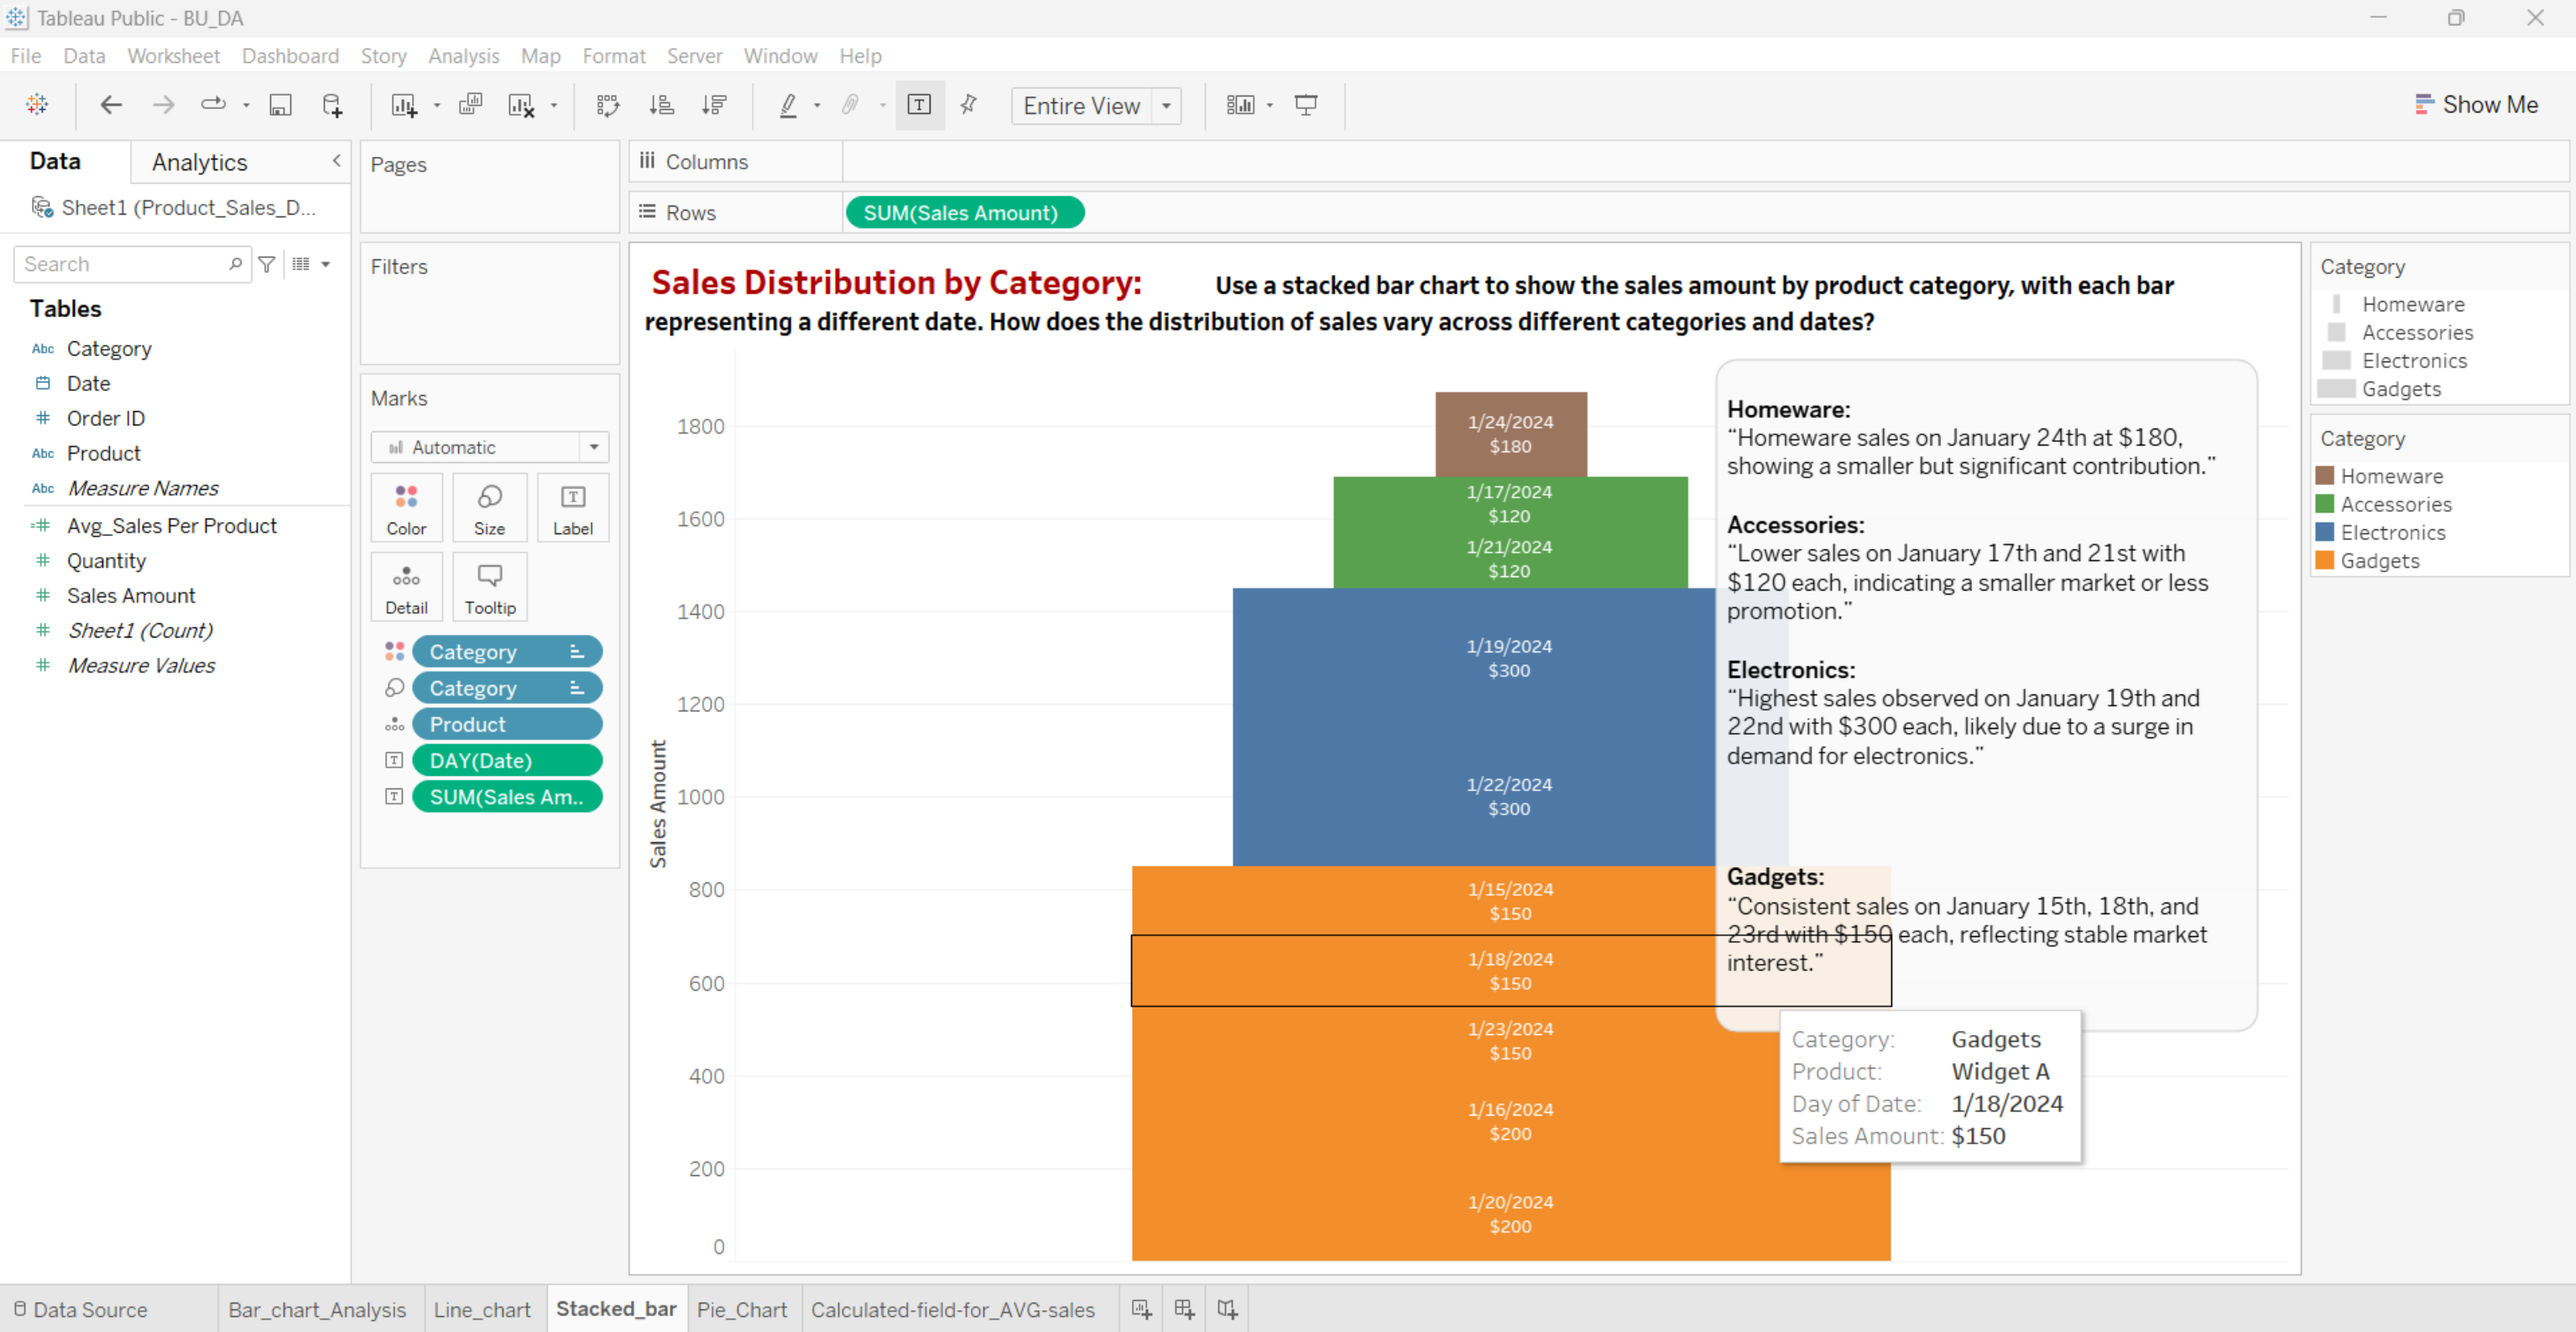 Tableau Public - BU_DA
File Data Worksheet Dashboard Story Analysis Map Format Server Window Help
Entire View
Show Me
Data Analytics
Sheet1 (Product_Sales_D...
Search
Tables
Abc Category
Date
# Order ID
Abc Product
Abc Measure Names
=# Avg_Sales Per Product
# Quantity
# Sales Amount
# Sheet1 (Count)
# Measure Values
Pages
Filters
Marks
Automatic
Color Size T Label
Detail Tooltip
Category
Category
Product
T DAY(Date)
T SUM(Sales Am..
iii Columns
Rows SUM(Sales Amount)
Sales Distribution by Category: Use a stacked bar chart to show the sales amount by product category, with each bar
representing a different date. How does the distribution of sales vary across different categories and dates?
Sales Amount
1800
1600
1400
1200
1000
800
600
400
200
0
1/24/2024
$180
1/17/2024
$120
1/21/2024
$120
1/19/2024
$300
1/22/2024
$300
1/15/2024
$150
1/18/2024
$150
1/23/2024
$150
1/16/2024
$200
1/20/2024
$200
Homeware:
“Homeware sales on January 24th at $180,
showing a smaller but significant contribution.”
Accessories:
“Lower sales on January 17th and 21st with
$120 each, indicating a smaller market or less
promotion.”
Electronics:
“Highest sales observed on January 19th and
22nd with $300 each, likely due to a surge in
demand for electronics.”
Gadgets:
“Consistent sales on January 15th, 18th, and
23rd with $150 each, reflecting stable market
interest.”
Category: Gadgets
Product: Widget A
Day of Date: 1/18/2024
Sales Amount: $150
Category
Homeware
Accessories
Electronics
Gadgets
Category
Homeware
Accessories
Electronics
Gadgets
Data Source Bar_chart_Analysis Line_chart Stacked_bar Pie_Chart Calculated-field-for_AVG-sales